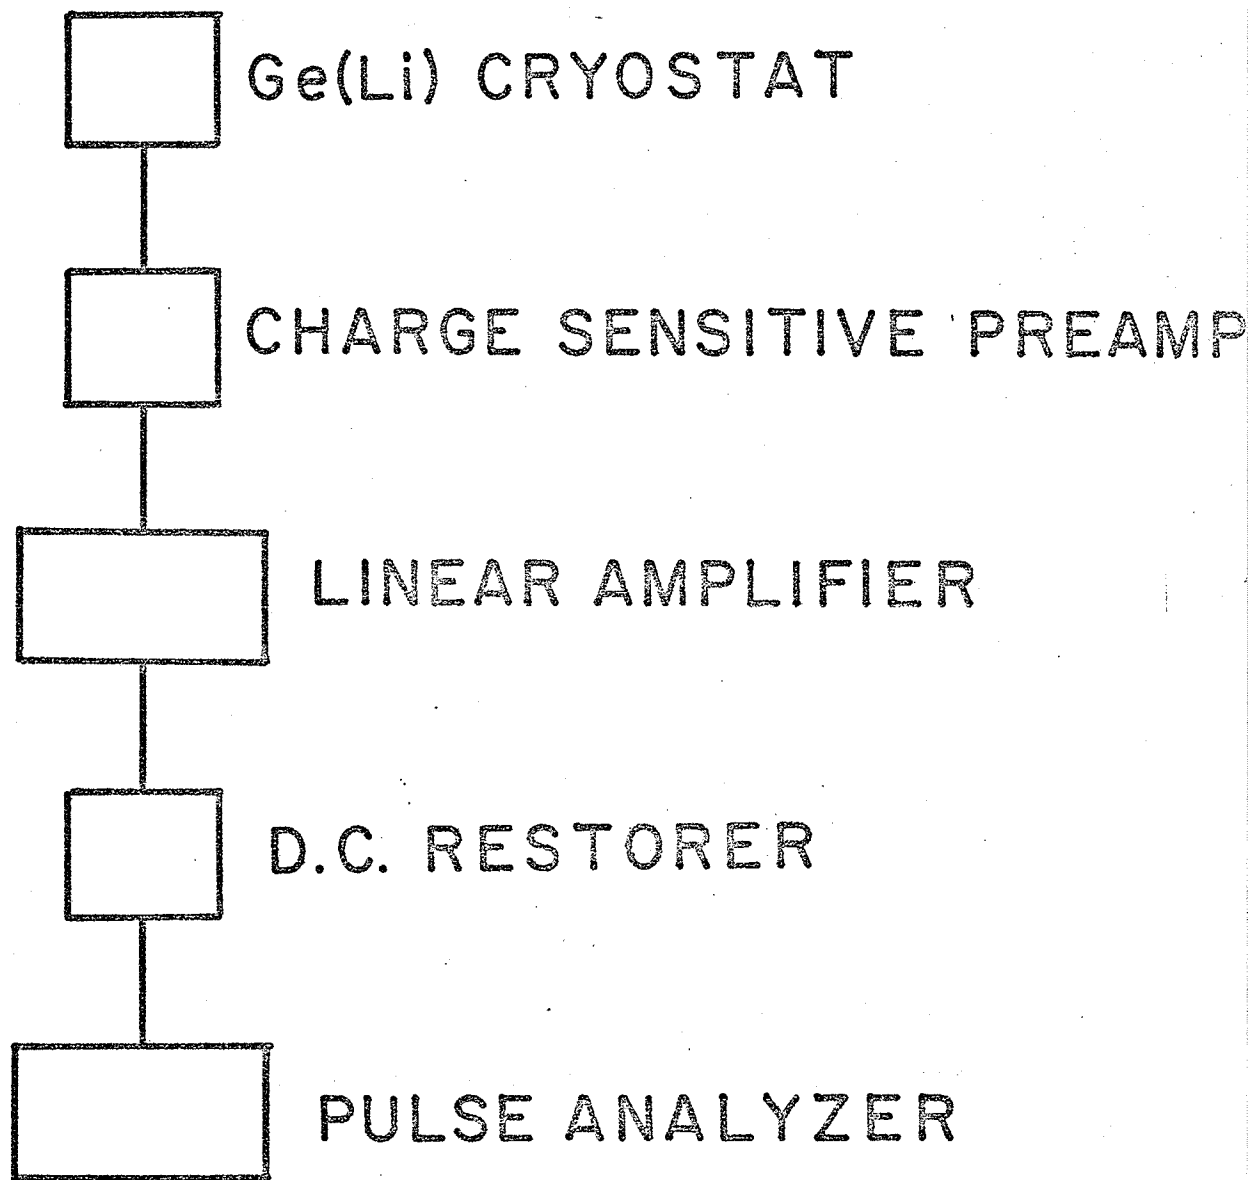 Ge(Li) CRYOSTAT
CHARGE SENSITIVE PREAMP
LINEAR AMPLIFIER
D.C. RESTORER
PULSE ANALYZER